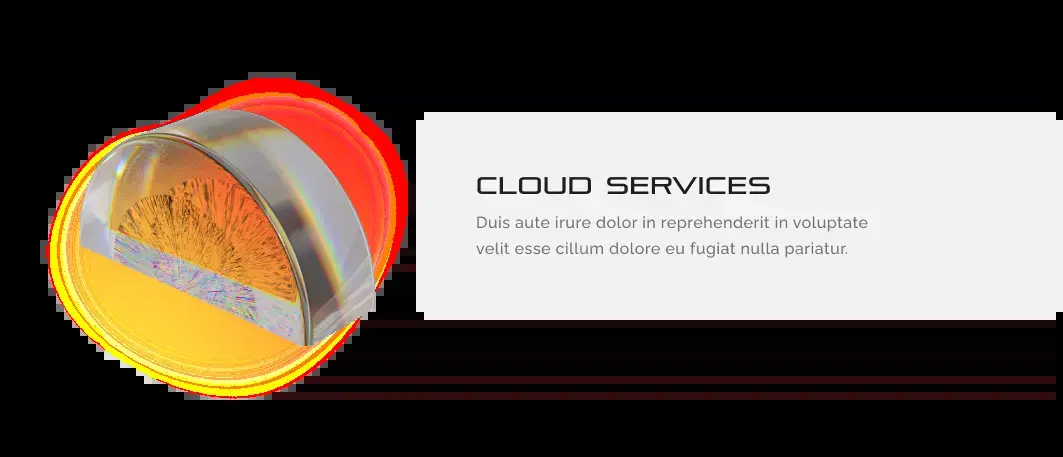 CLOUD SERVICES
Duis aute irure dolor in reprehenderit in voluptate
velit esse cillum dolore eu fugiat nulla pariatur.